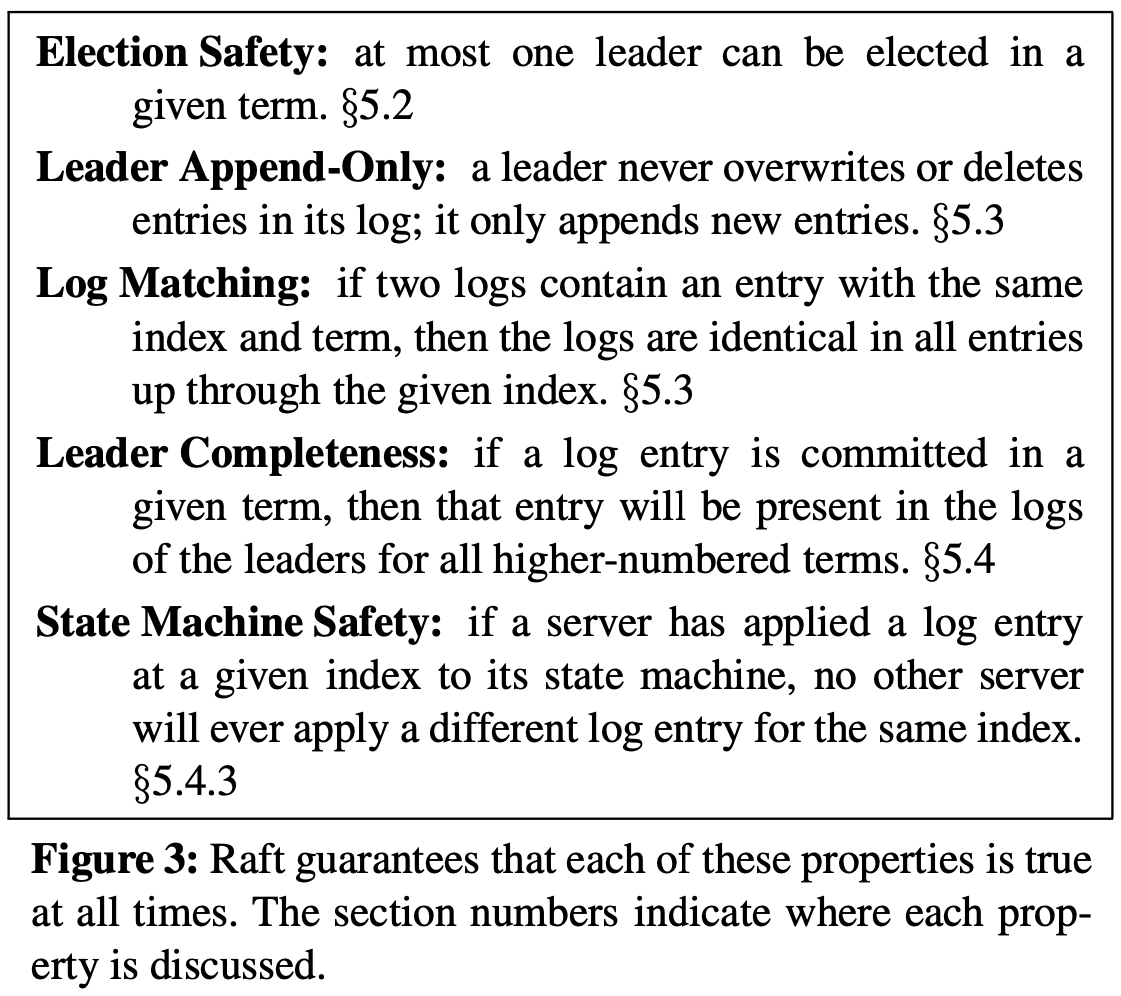 Election Safety: at most one leader can be elected in a
given term. §5.2
Leader Append-Only: a leader never overwrites or deletes
entries in its log; it only appends new entries. §5.3
Log Matching: if two logs contain an entry with the same
index and term, then the logs are identical in all entries
up through the given index. §5.3
Leader Completeness: if a log entry is committed in a
given term, then that entry will be present in the logs
of the leaders for all higher-numbered terms. §5.4
State Machine Safety: if a server has applied a log entry
at a given index to its state machine, no other server
will ever apply a different log entry for the same index.
§5.4.3
Figure 3: Raft guarantees that each of these properties is true
at all times. The section numbers indicate where each prop-
erty is discussed.